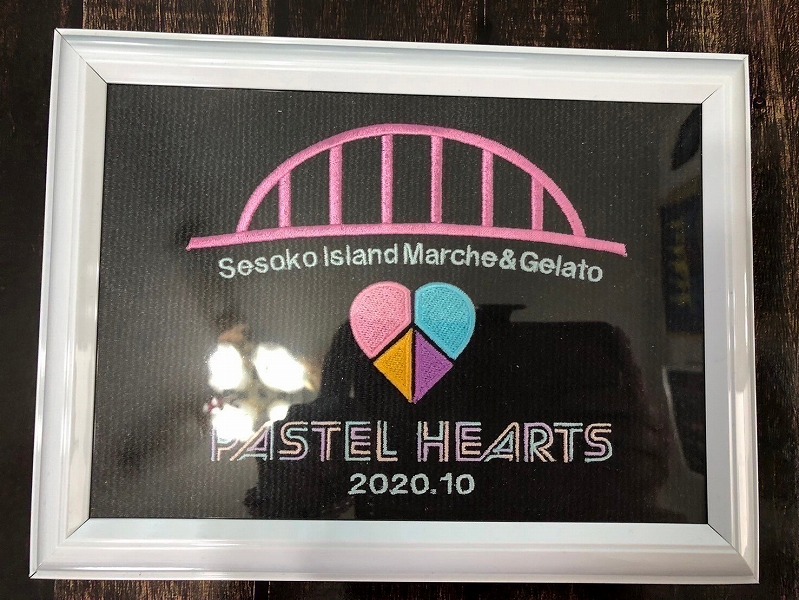 Sesoko Island Marche & Gelato
PASTEL HEARTS
2020.10